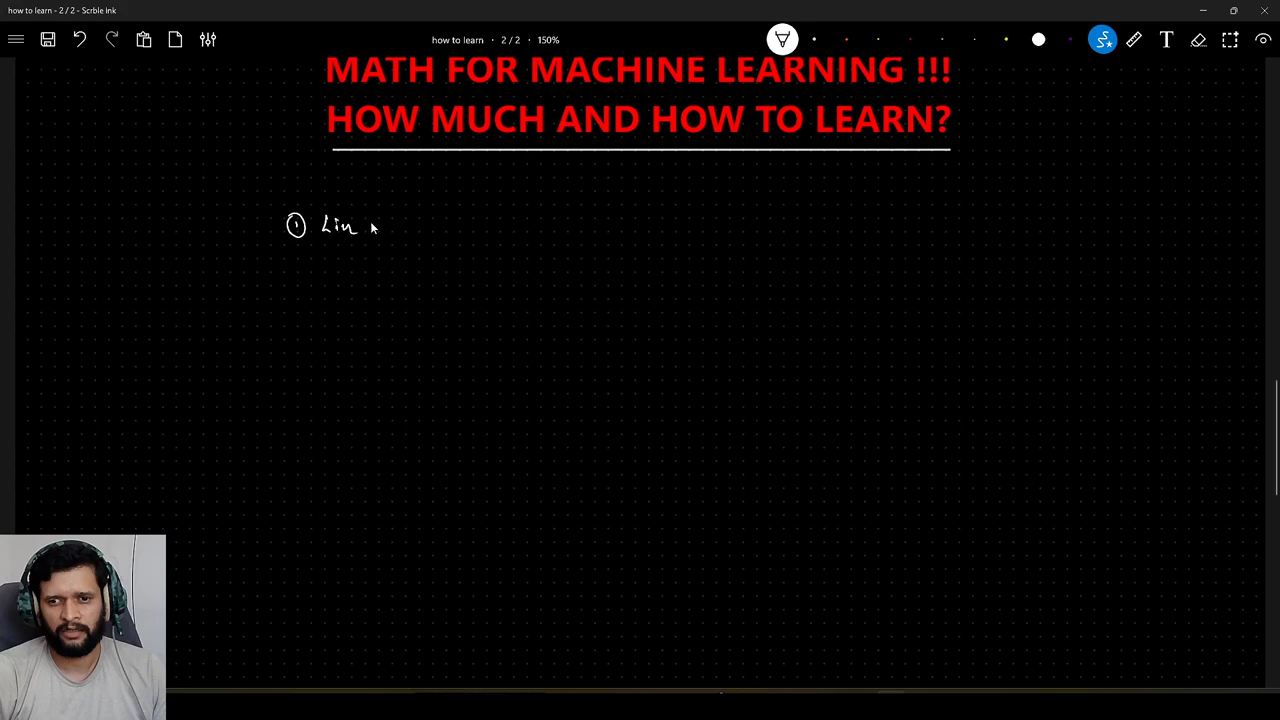 how to learn - 2 / 2 - Scrble Ink
how to learn · 2 / 2 · 150%
T
MATH FOR MACHINE LEARNING !!!
HOW MUCH AND HOW TO LEARN?
① Lin